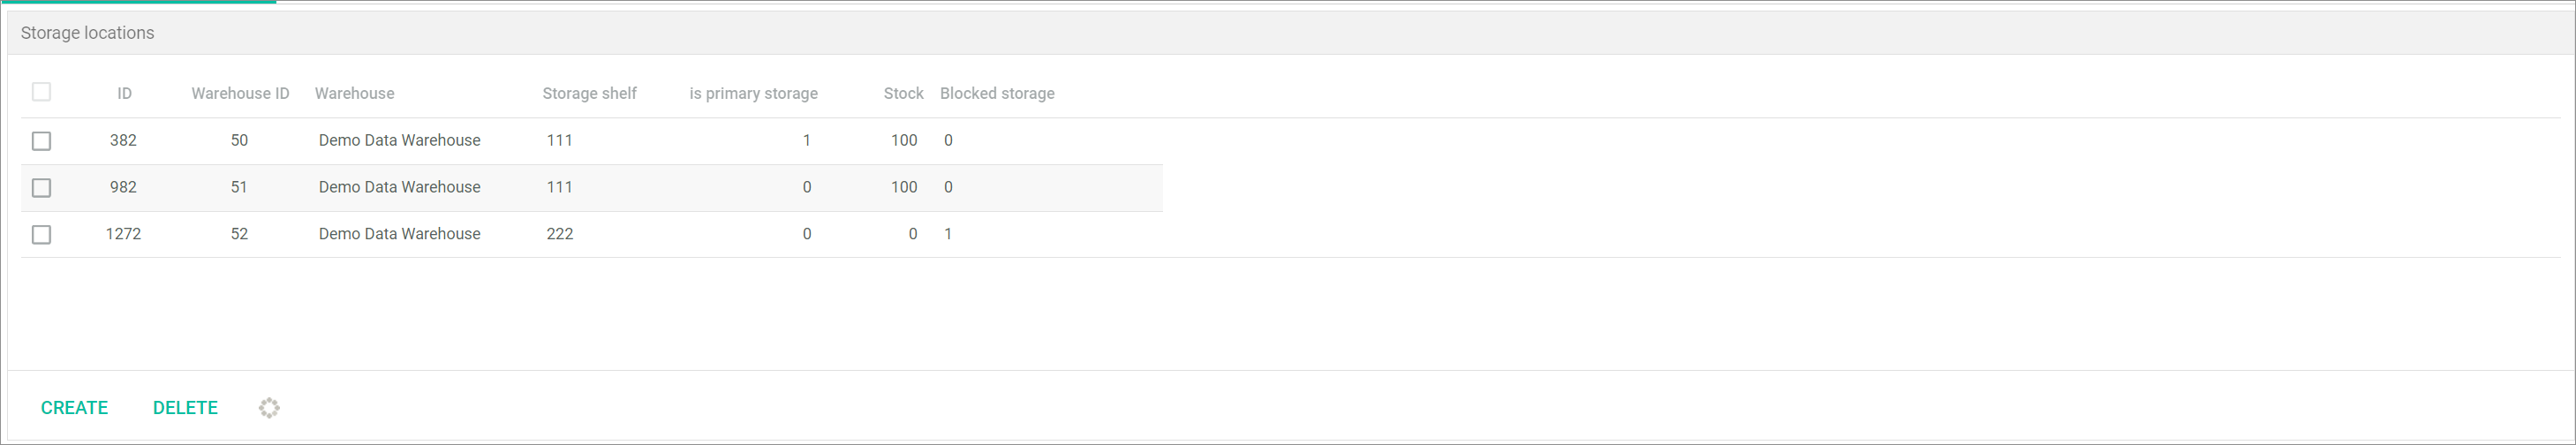 Storage locations
ID Warehouse ID Warehouse Storage shelf is primary storage Stock Blocked storage
382 50 Demo Data Warehouse 111 1 100 0
982 51 Demo Data Warehouse 111 0 100 0
1272 52 Demo Data Warehouse 222 0 0 1
CREATE DELETE